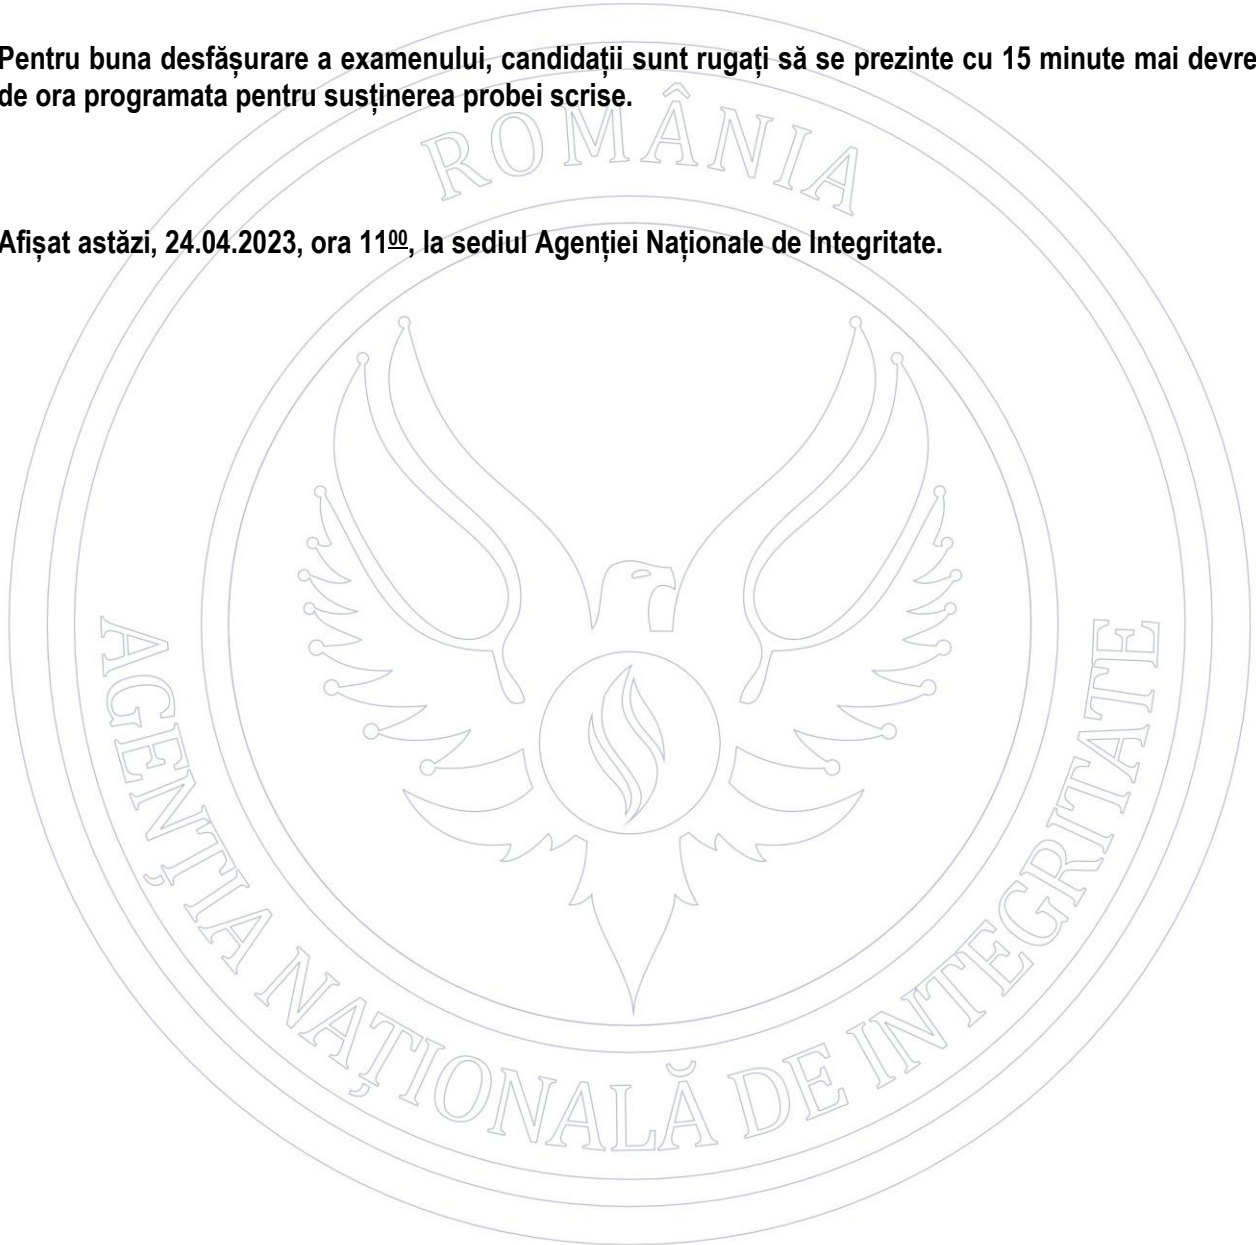 Pentru buna desfășurare a examenului, candidații sunt rugați să se prezinte cu 15 minute mai devre
de ora programata pentru susținerea probei scrise.
ROMÂNIA
Afișat astăzi, 24.04.2023, ora 11⁰⁰, la sediul Agenției Naționale de Integritate.
AGENȚIA NAȚIONALĂ DE INTEGRITATE